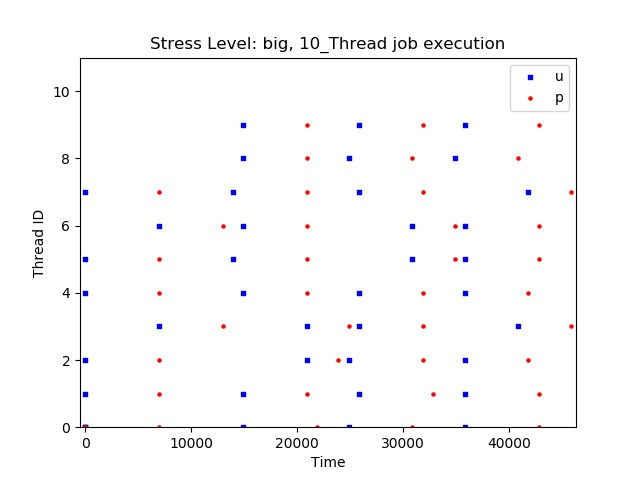 Stress Level: big, 10_Thread job execution
u
p
10
8
6
4
2
0
Thread ID
0 10000 20000 30000 40000
Time